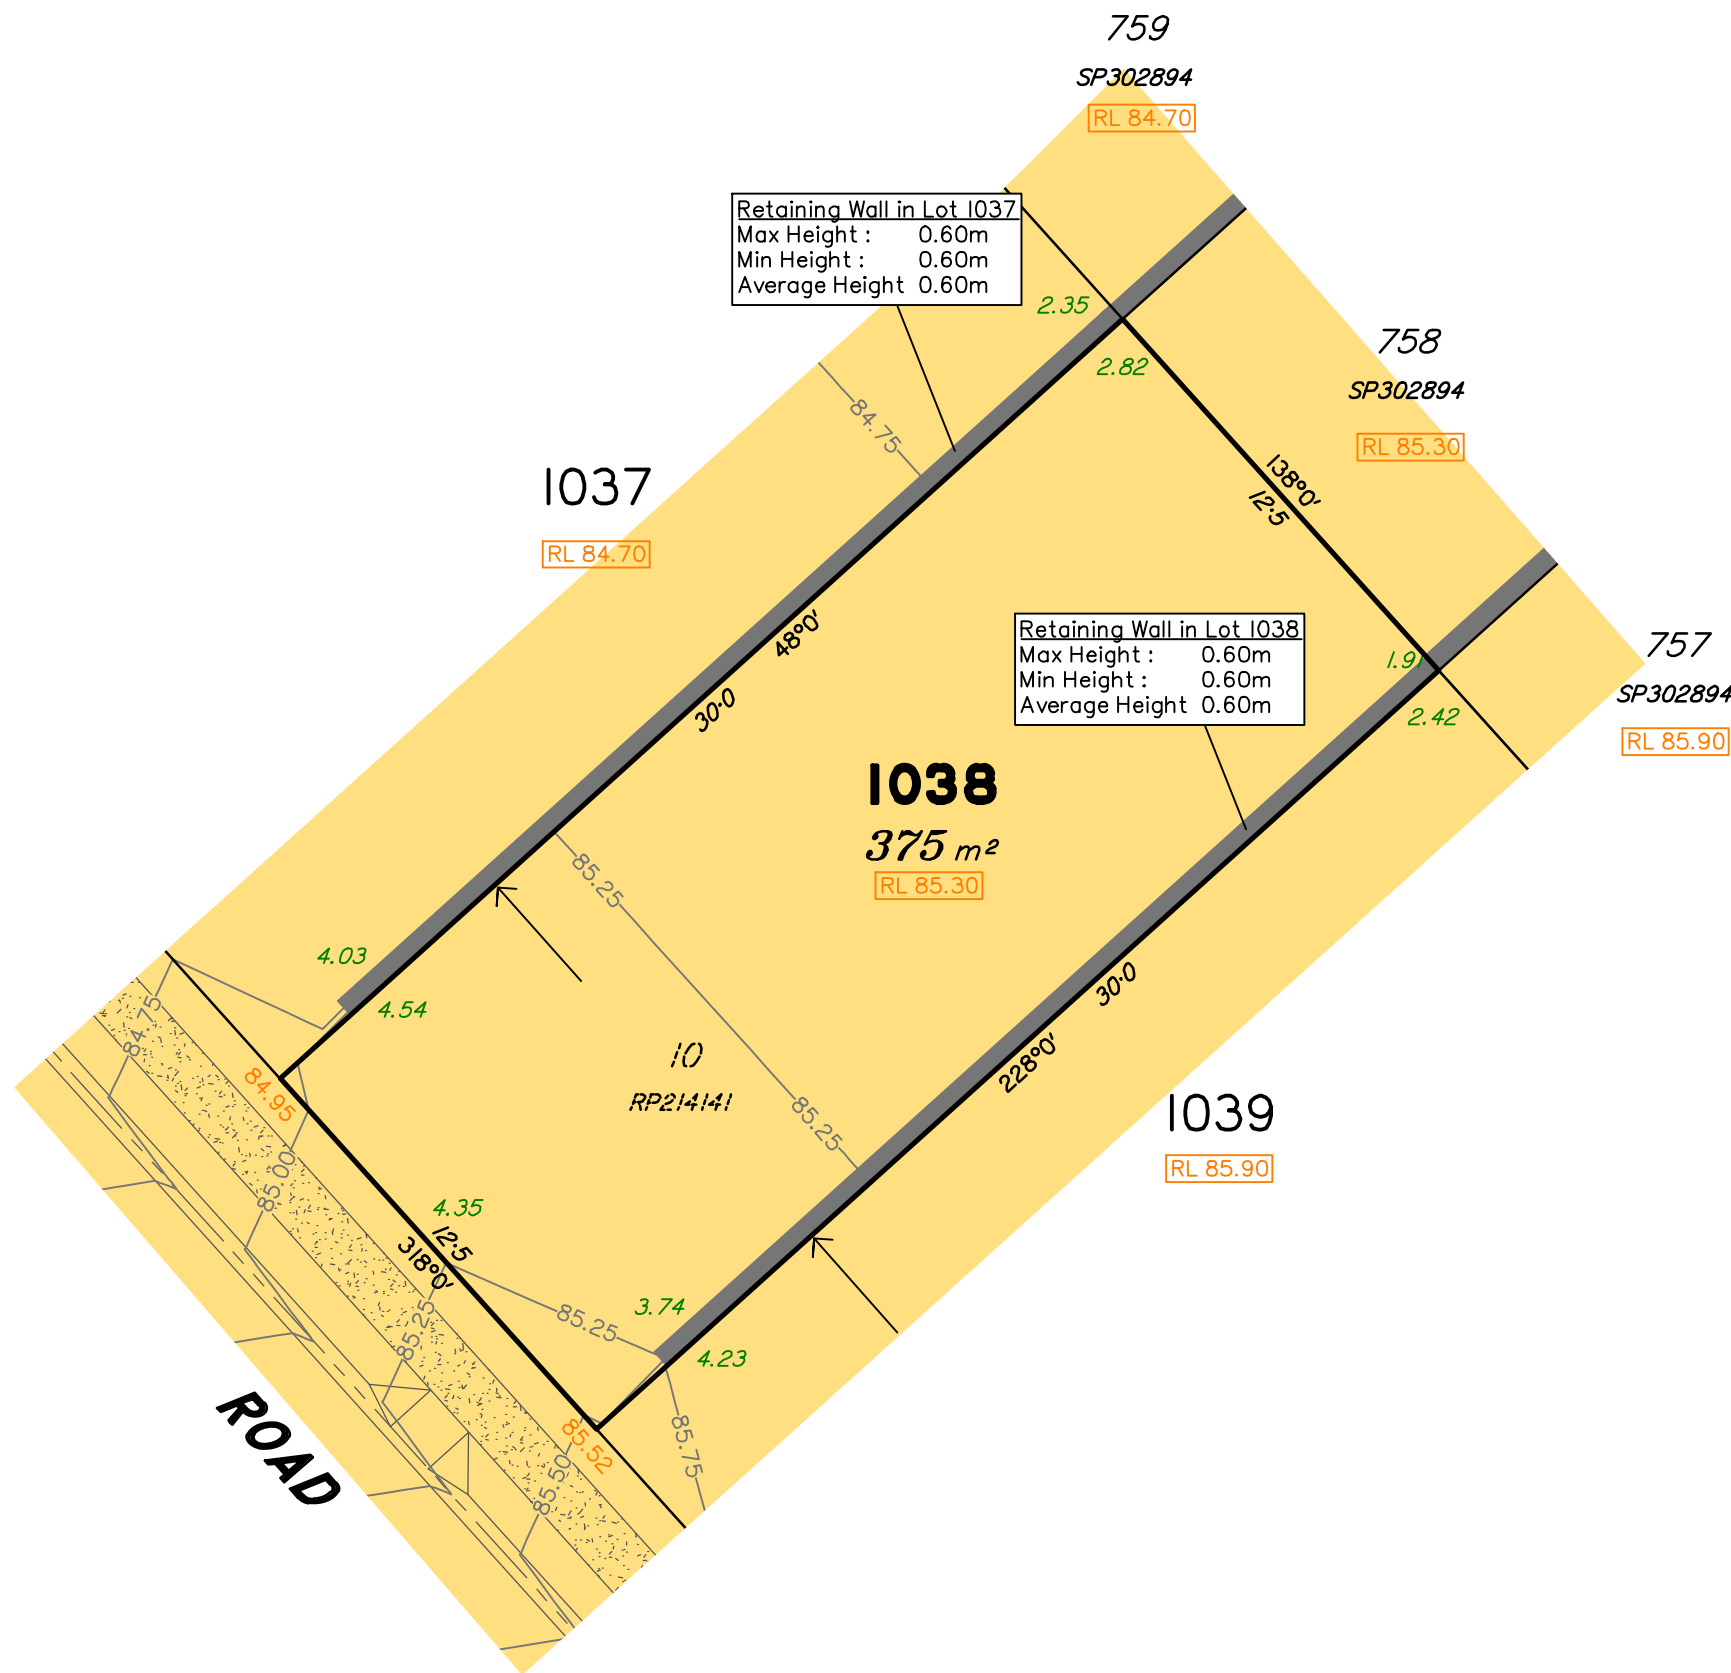 759
SP302894
RL 84.70
Retaining Wall in Lot 1037
Max Height : 0.60m
Min Height : 0.60m
Average Height 0.60m
2.35
2.82
758
SP302894
RL 85.30
84.75
138°0'
12·5
1037
RL 84.70
48°0'
30·0
Retaining Wall in Lot 1038
Max Height : 0.60m
Min Height : 0.60m
Average Height 0.60m
1.91
2.42
757
SP302894
RL 85.90
1038
375 m²
RL 85.30
85.25
4.03
4.54
30·0
228°0'
10
RP214141
85.25
84.75
84.95
85.00
1039
RL 85.90
4.35
12·5
318°0'
85.25
85.25
3.74
4.23
ROAD
85.52
85.50
85.75